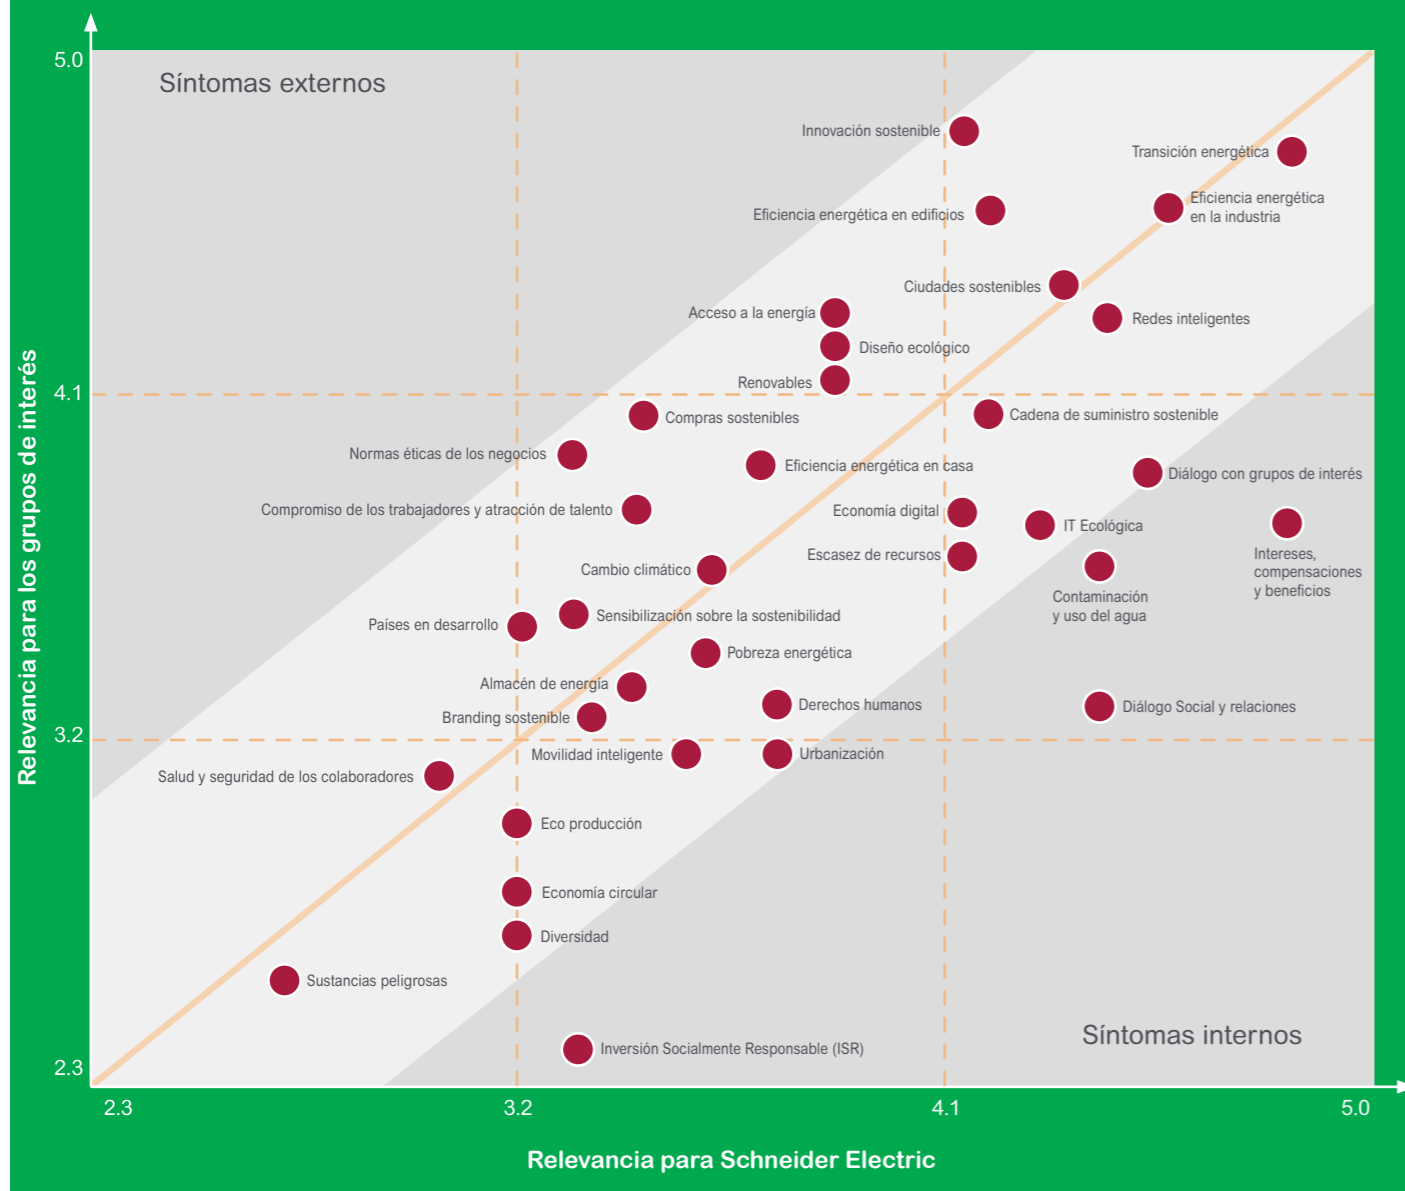 5.0
Síntomas externos
Innovación sostenible
Transición energética
Eficiencia energética
en la industria
Eficiencia energética en edificios
Ciudades sostenibles
Acceso a la energía
Redes inteligentes
Diseño ecológico
Renovables
4.1
Compras sostenibles
Cadena de suministro sostenible
Normas éticas de los negocios
Eficiencia energética en casa
Diálogo con grupos de interés
Compromiso de los trabajadores y atracción de talento
Economía digital
IT Ecológica
Escasez de recursos
Intereses,
compensaciones
y beneficios
Cambio climático
Contaminación
y uso del agua
Sensibilización sobre la sostenibilidad
Países en desarrollo
Pobreza energética
Almacén de energía
Derechos humanos
Diálogo Social y relaciones
Branding sostenible
3.2
Movilidad inteligente
Urbanización
Salud y seguridad de los colaboradores
Eco producción
Economía circular
Diversidad
Sustancias peligrosas
Síntomas internos
Inversión Socialmente Responsable (ISR)
2.3
Relevancia para los grupos de interés
2.3
3.2
4.1
5.0
Relevancia para Schneider Electric